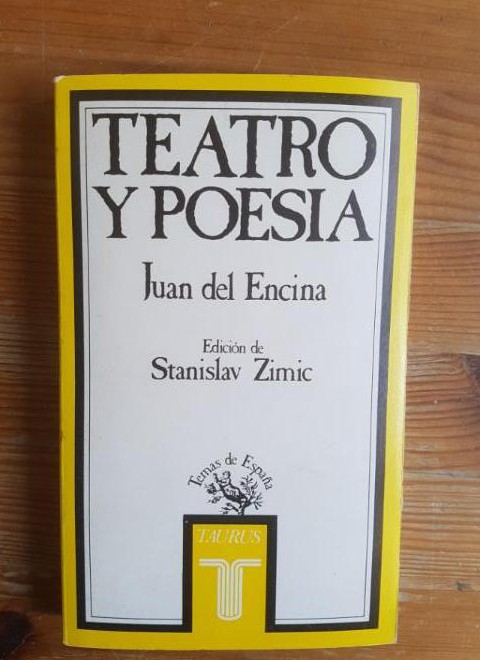 TEATRO
Y POESIA
Juan del Encina
Edición de
Stanislav Zimic
Temas de España
TAURUS
T